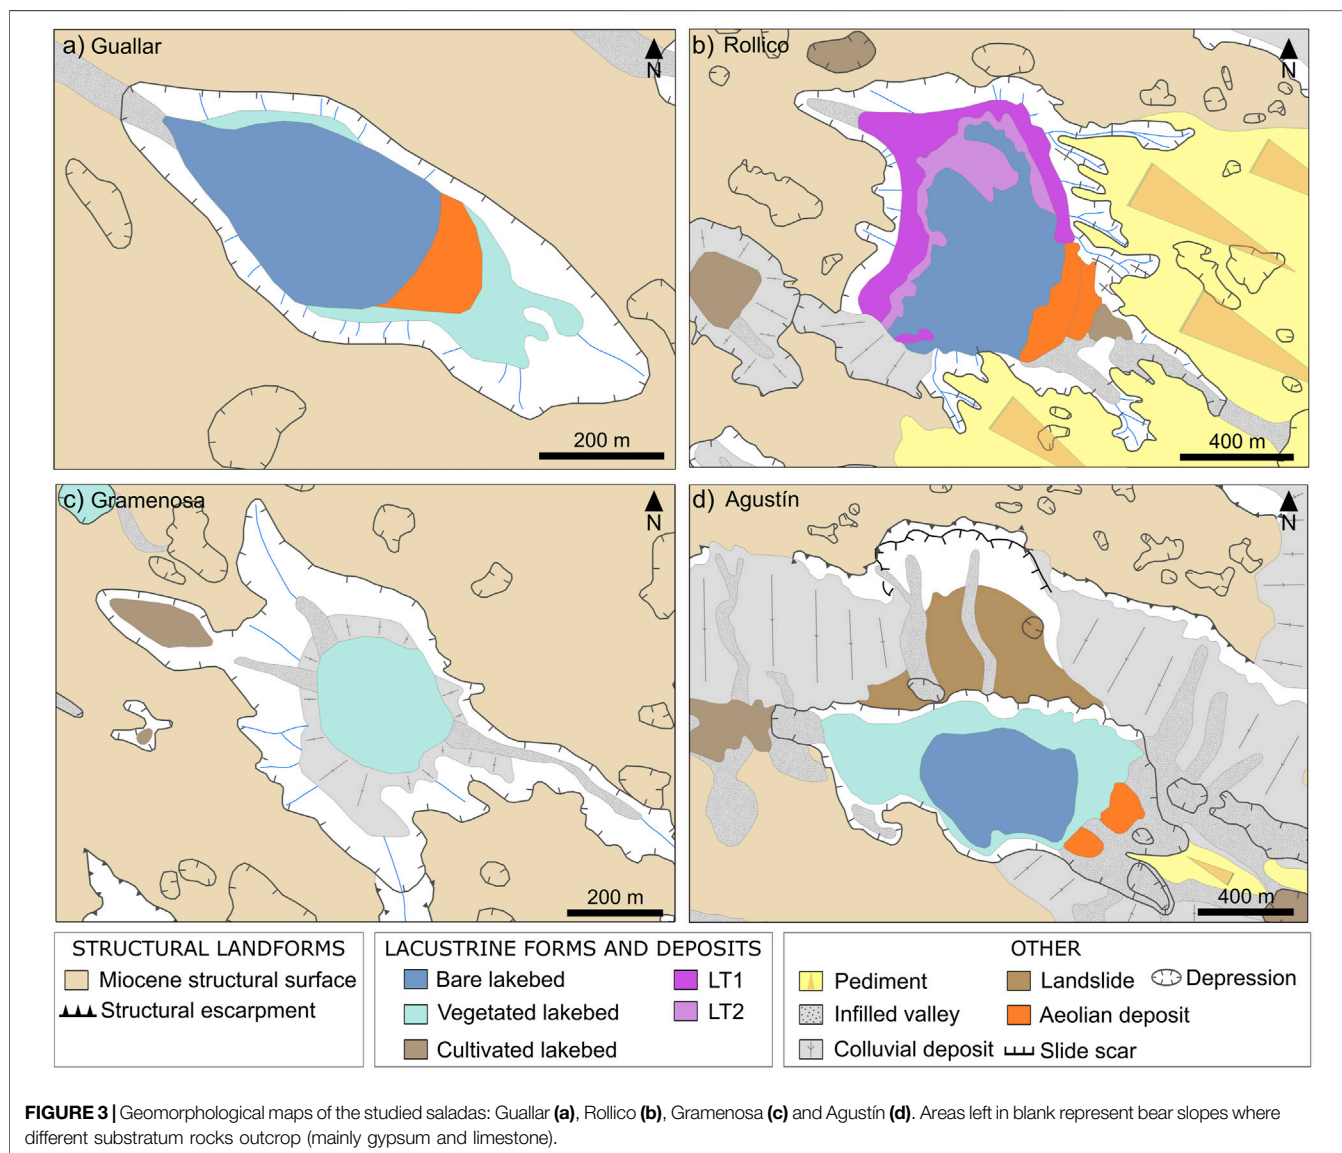 a) Guallar
N
200 m
b) Rollico
N
400 m
c) Gramenosa
N
200 m
d) Agustín
N
400 m
STRUCTURAL LANDFORMS
Miocene structural surface
Structural escarpment
LACUSTRINE FORMS AND DEPOSITS
Bare lakebed
Vegetated lakebed
Cultivated lakebed
LT1
LT2
OTHER
Pediment
Infilled valley
Colluvial deposit
Landslide
Aeolian deposit
Slide scar
Depression
FIGURE 3 | Geomorphological maps of the studied saladas: Guallar (a), Rollico (b), Gramenosa (c) and Agustín (d). Areas left in blank represent bear slopes where
different substratum rocks outcrop (mainly gypsum and limestone).